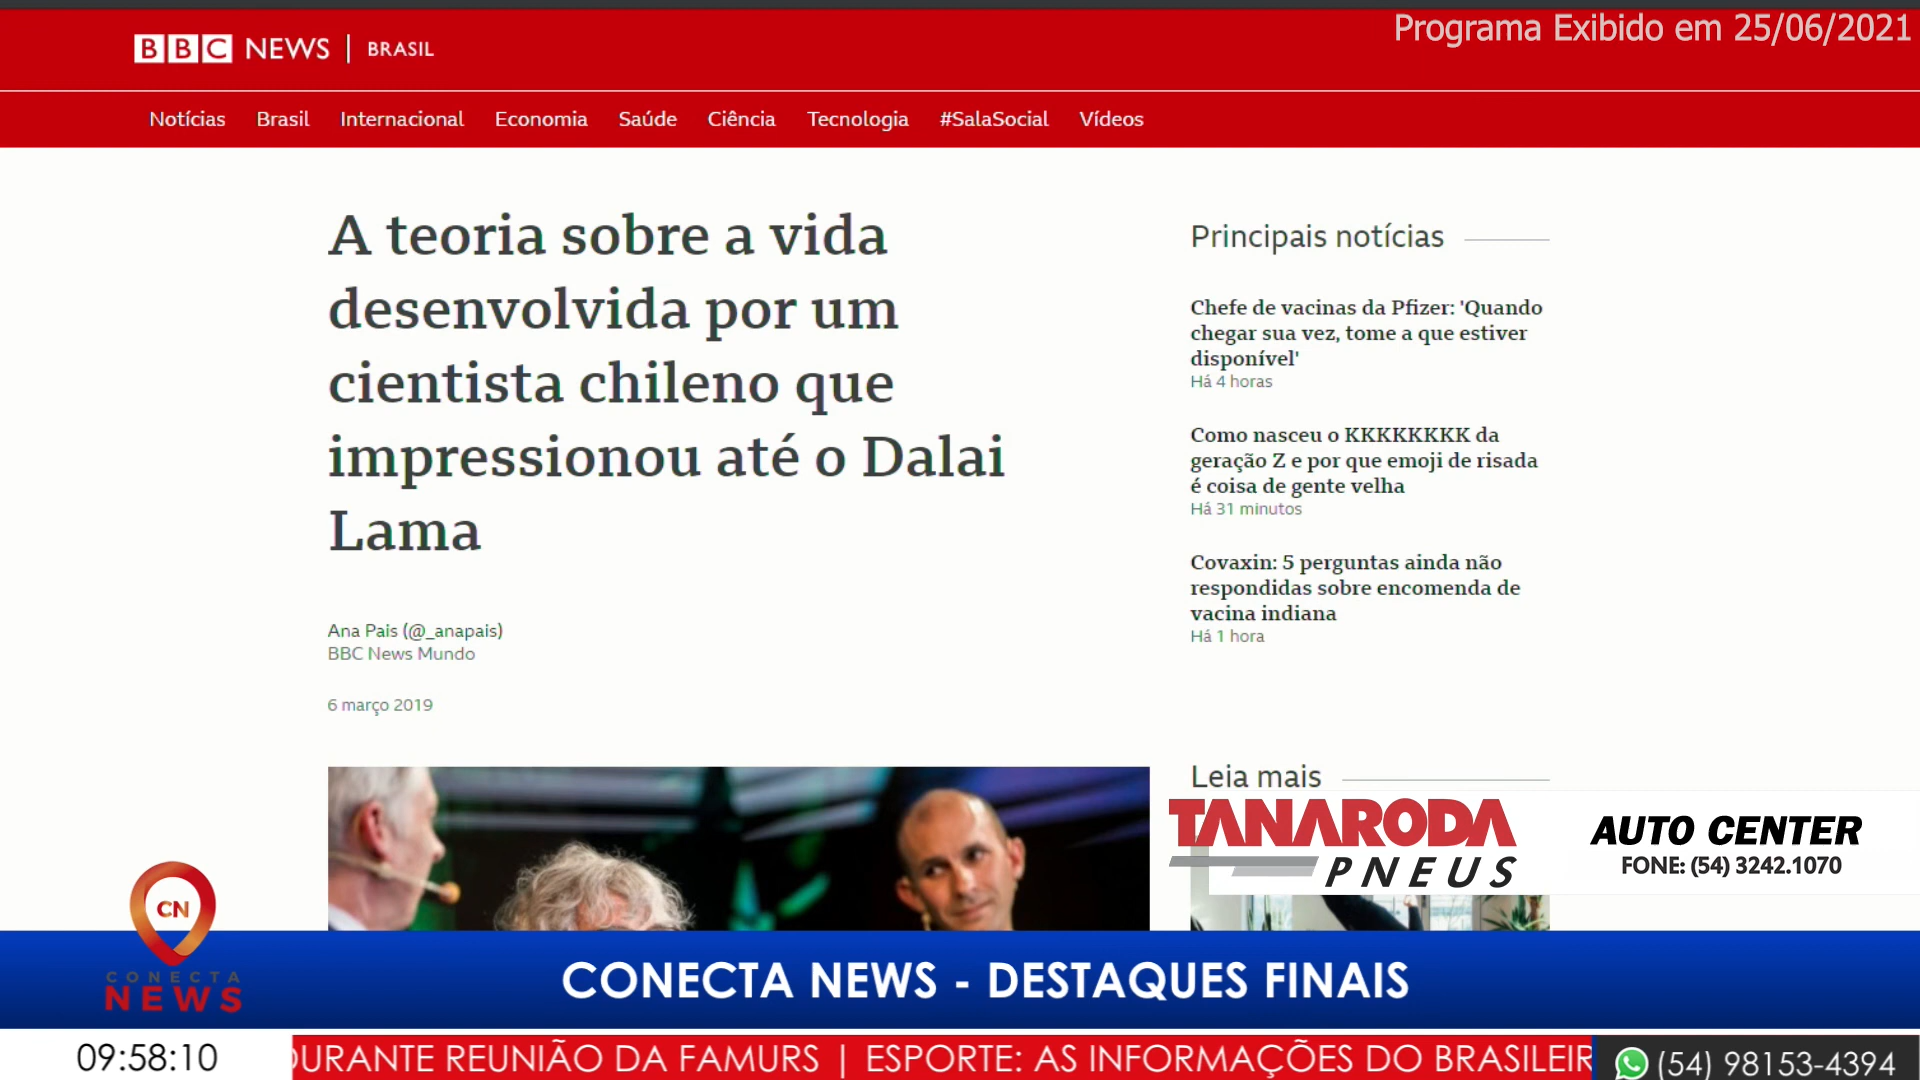 Programa Exibido em 25/06/2021
BBC NEWS | BRASIL
Notícias Brasil Internacional Economia Saúde Ciência Tecnologia #SalaSocial Vídeos
A teoria sobre a vida
desenvolvida por um
cientista chileno que
impressionou até o Dalai
Lama
Ana Pais (@_anapais)
BBC News Mundo
6 março 2019
Principais notícias
Chefe de vacinas da Pfizer: 'Quando
chegar sua vez, tome a que estiver
disponível'
Há 4 horas
Como nasceu o KKKKKKKK da
geração Z e por que emoji de risada
é coisa de gente velha
Há 31 minutos
Covaxin: 5 perguntas ainda não
respondidas sobre encomenda de
vacina indiana
Há 1 hora
Leia mais
TANARODA
PNEUS
AUTO CENTER
FONE: (54) 3242.1070
CN
CONECTA
NEWS
CONECTA NEWS - DESTAQUES FINAIS
09:58:10
DURANTE REUNIÃO DA FAMURS | ESPORTE: AS INFORMAÇÕES DO BRASILEIR
(54) 98153-4394